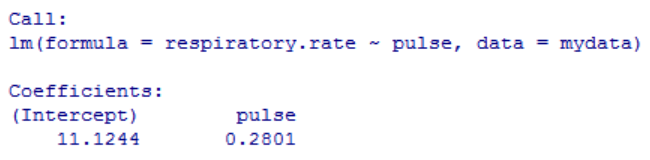 Call:
lm(formula = respiratory.rate ~ pulse, data = mydata)
Coefficients:
(Intercept) pulse
11.1244 0.2801